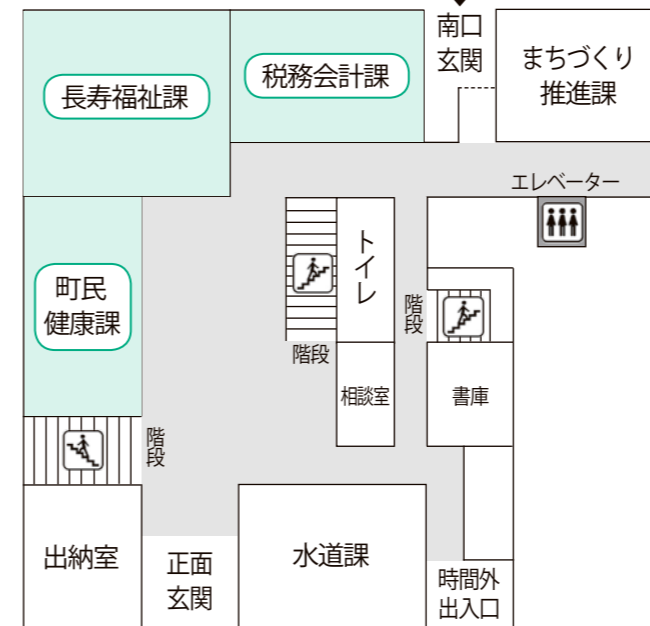 南口
玄関
まちづくり
推進課
税務会計課
長寿福祉課
エレベーター
トイレ
町民
健康課
階段
階段
相談室
書庫
階段
出納室
正面
玄関
水道課
時間外
出入口